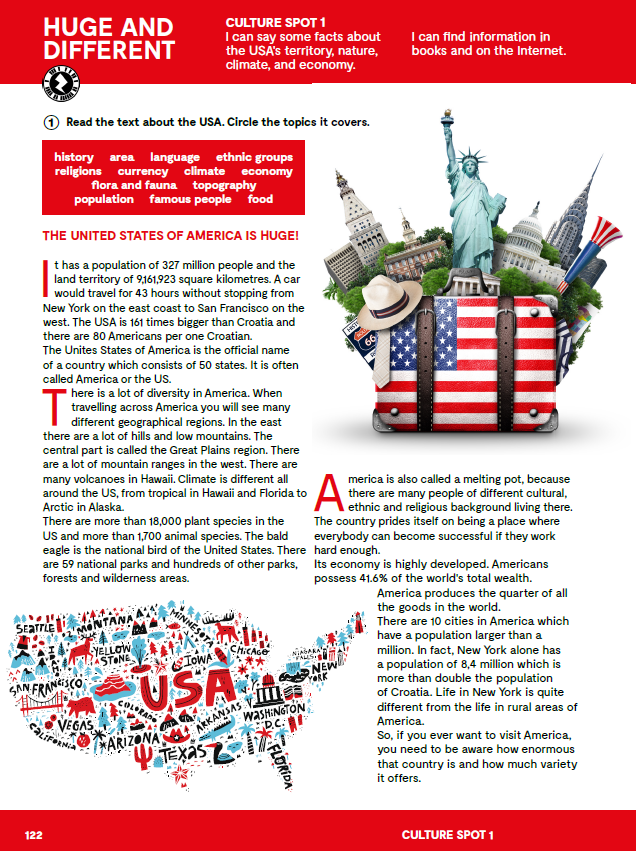 HUGE AND
DIFFERENT
CULTURE SPOT 1
I can say some facts about
the USA's territory, nature,
climate, and economy.
I can find information in
books and on the Internet.
1 Read the text about the USA. Circle the topics it covers.
history area language ethnic groups
religions currency climate economy
flora and fauna topography
population famous people food
THE UNITED STATES OF AMERICA IS HUGE!
It has a population of 327 million people and the
land territory of 9,161,923 square kilometres. A car
would travel for 43 hours without stopping from
New York on the east coast to San Francisco on the
west. The USA is 161 times bigger than Croatia and
there are 80 Americans per one Croatian.
The Unites States of America is the official name
of a country which consists of 50 states. It is often
called America or the US.
There is a lot of diversity in America. When
travelling across America you will see many
different geographical regions. In the east
there are a lot of hills and low mountains. The
central part is called the Great Plains region. There
are a lot of mountain ranges in the west. There are
many volcanoes in Hawaii. Climate is different all
around the US, from tropical in Hawaii and Florida to
Arctic in Alaska.
There are more than 18,000 plant species in the
US and more than 1,700 animal species. The bald
eagle is the national bird of the United States. There
are 59 national parks and hundreds of other parks,
forests and wilderness areas.
66
America is also called a melting pot, because
there are many people of different cultural,
ethnic and religious background living there.
The country prides itself on being a place where
everybody can become successful if they work
hard enough.
Its economy is highly developed. Americans
possess 41.6% of the world's total wealth.
America produces the quarter of all
the goods in the world.
There are 10 cities in America which
have a population larger than a
million. In fact, New York alone has
a population of 8,4 million which is
more than double the population
of Croatia. Life in New York is quite
different from the life in rural areas of
America.
So, if you ever want to visit America,
you need to be aware how enormous
that country is and how much variety
it offers.
SEATTLE
MONTANA
MINNESOTA
YELLOW
STONE
IOWA
CHICAGO
NIAGARA
FALLS
NEW
YORK
SAN.FRANCISCO
USA
COLORADO
VEGAS
ARKANSAS
WASHINGTON
D.C.
CALIFORNIA
ARIZONA
TEXAS
FLORIDA
122
CULTURE SPOT 1